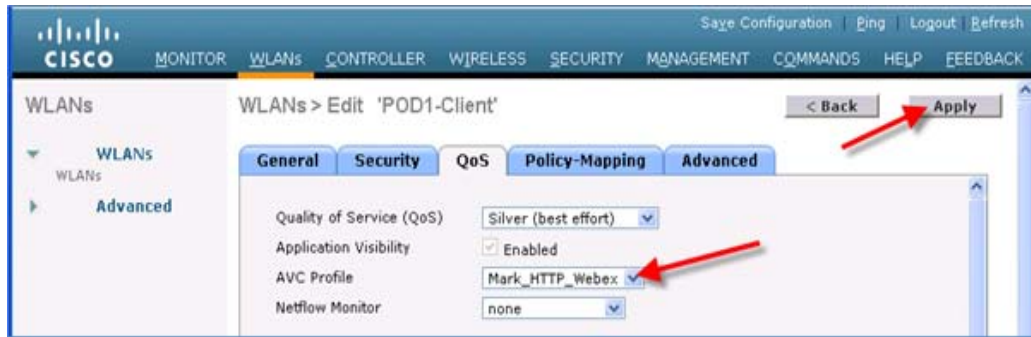 Save Configuration | Ping | Logout | Refresh
CISCO MONITOR WLANs CONTROLLER WIRELESS SECURITY MANAGEMENT COMMANDS HELP FEEDBACK
WLANs
WLANs > Edit 'POD1-Client'
< Back
Apply
WLANs
WLANs
Advanced
General Security QoS Policy-Mapping Advanced
Quality of Service (QoS) Silver (best effort)
Application Visibility Enabled
AVC Profile Mark_HTTP_Webex
Netflow Monitor none